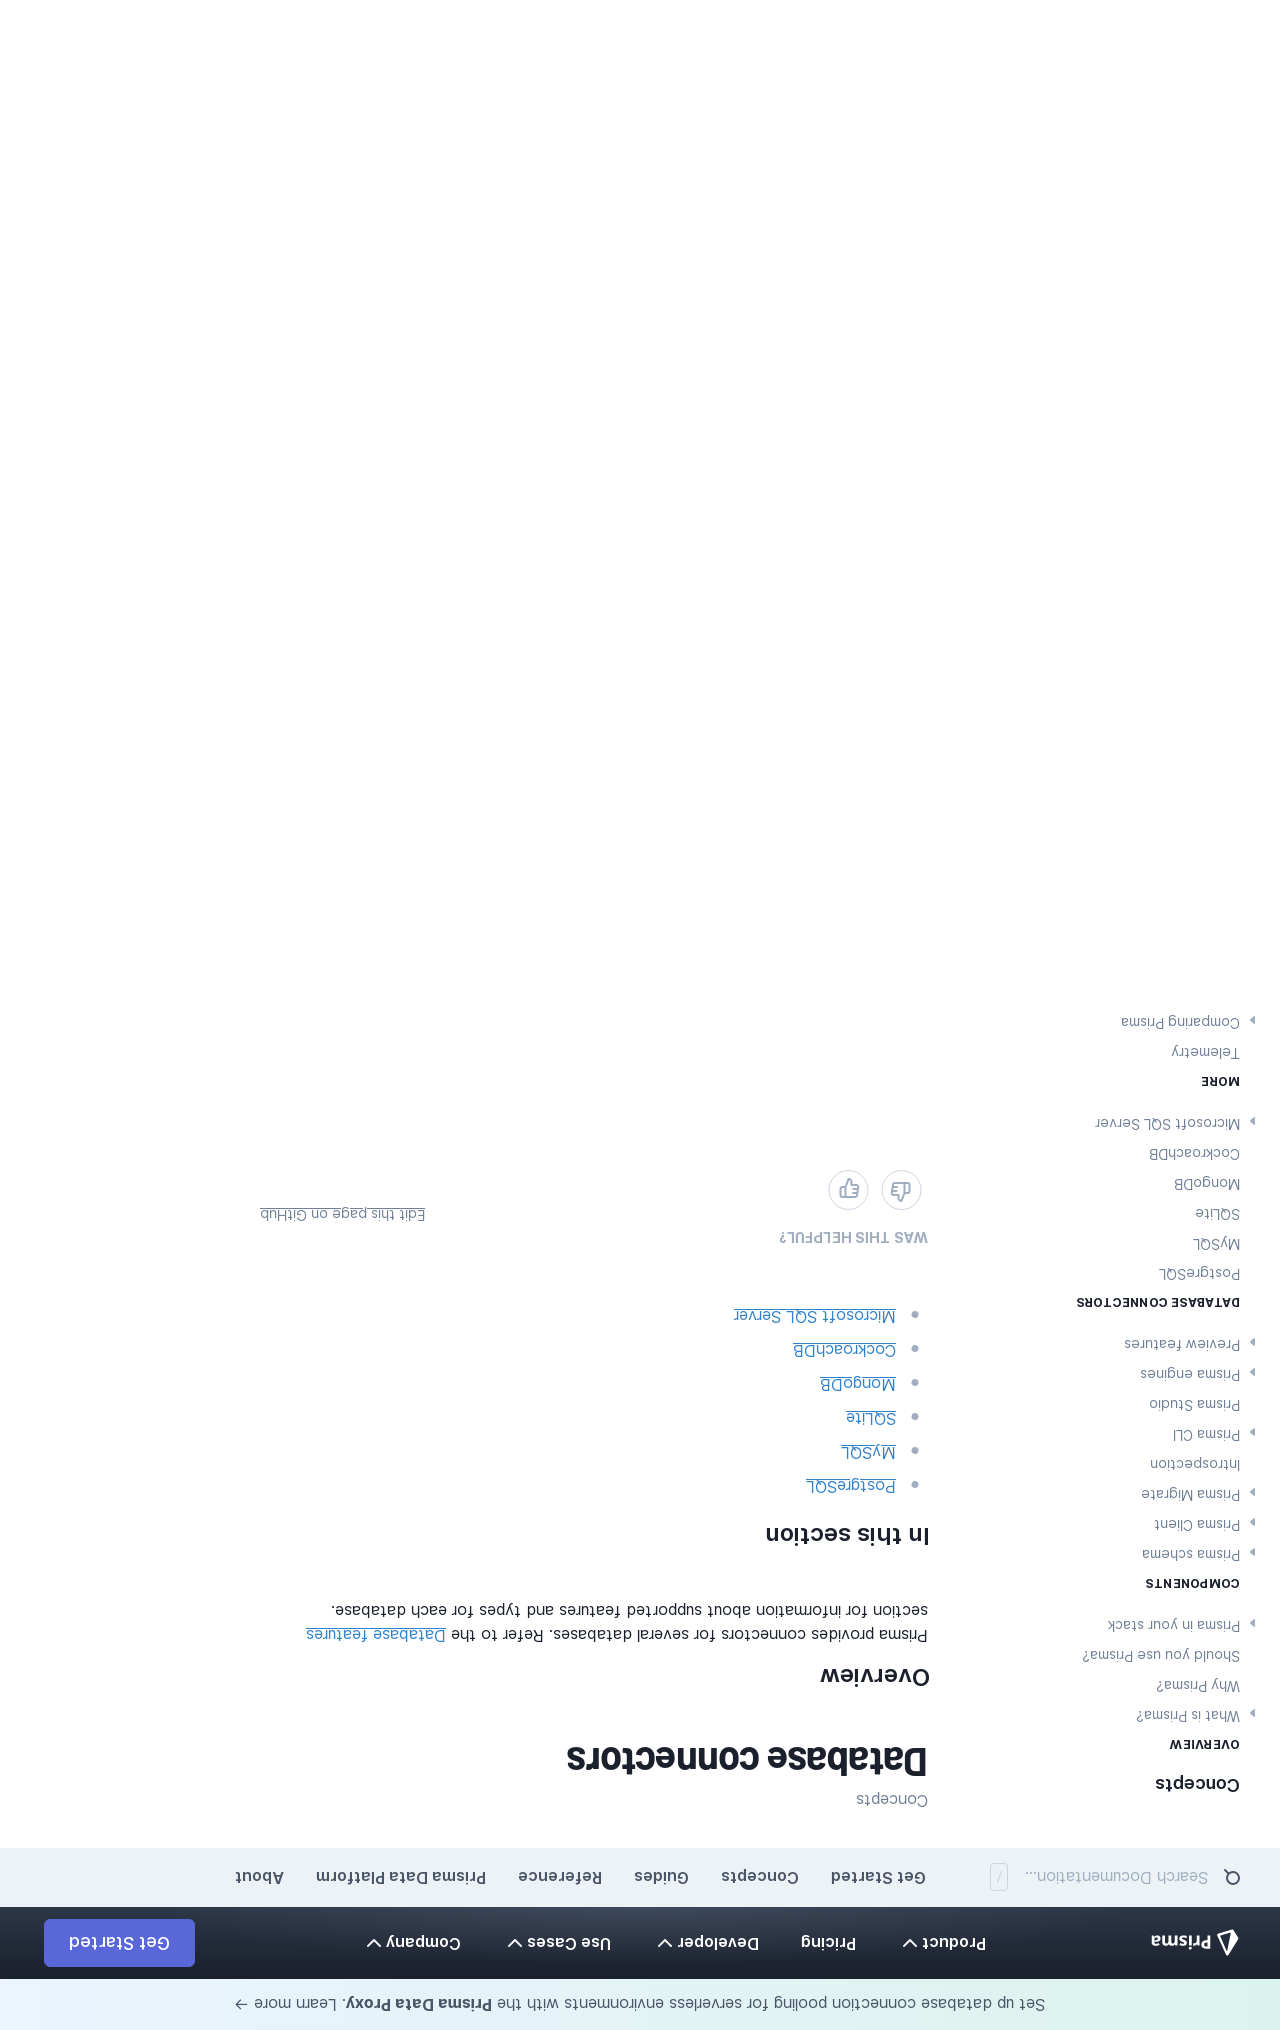 Set up database connection pooling for serverless environments with the Prisma Data Proxy. Learn more →
Prisma
Product
Pricing
Developer
Use Cases
Company
Get Started
Search Documentation...
/
Get Started
Concepts
Guides
Reference
Prisma Data Platform
About
Concepts
OVERVIEW
What is Prisma?
Why Prisma?
Should you use Prisma?
Prisma in your stack
COMPONENTS
Prisma schema
Prisma Client
Prisma Migrate
Introspection
Prisma CLI
Prisma Studio
Prisma engines
Preview features
DATABASE CONNECTORS
PostgreSQL
MySQL
SQLite
MongoDB
CockroachDB
Microsoft SQL Server
MORE
Telemetry
Comparing Prisma
Concepts
Database connectors
Overview
Prisma provides connectors for several databases. Refer to the Database features
section for information about supported features and types for each database.
In this section
PostgreSQL
MySQL
SQLite
MongoDB
CockroachDB
Microsoft SQL Server
WAS THIS HELPFUL?
Edit this page on GitHub